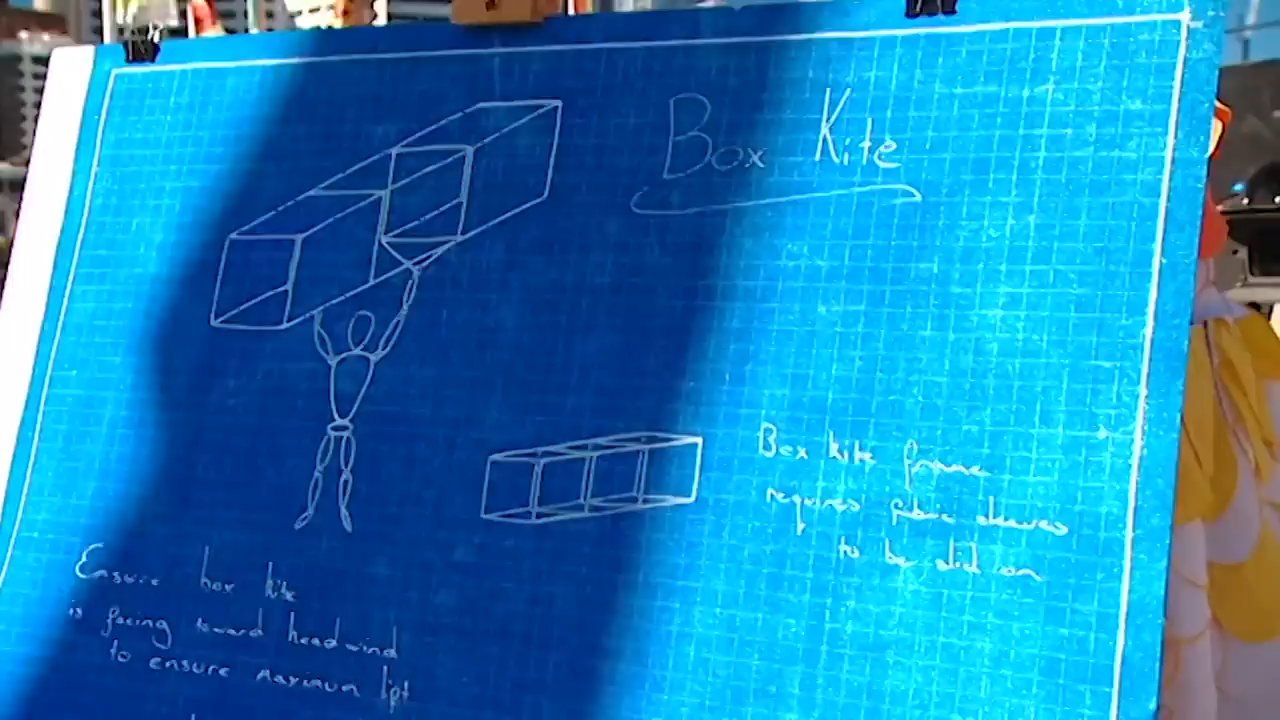 Box Kite
Box kite frame
requires fabric sleeves
to be slid on
Ensure box kite
is facing toward headwind
to ensure maximum lift